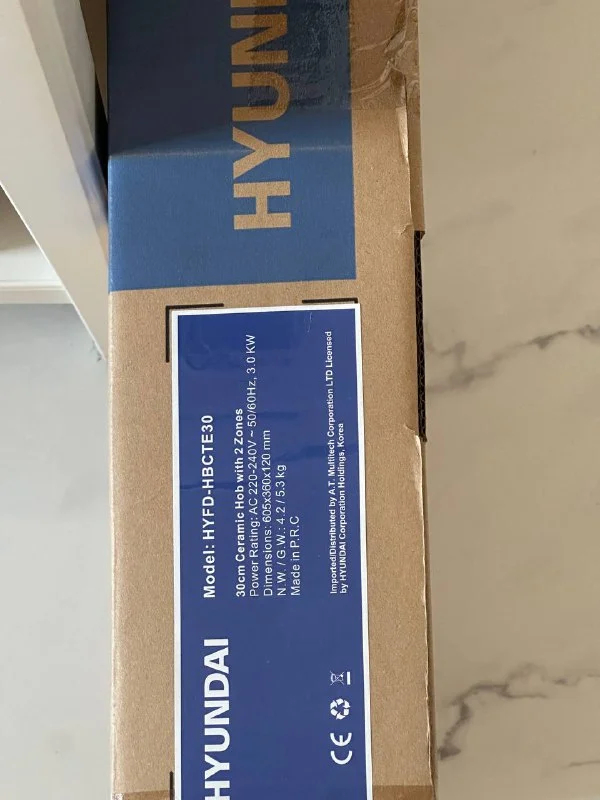 HYUN
HYUNDAI
Model: HYFD-HBCTE30
30cm Ceramic Hob with 2 Zones
Power Rating: AC 220-240V ~ 50/60Hz, 3.0 KW
Dimensions: 605x360x120 mm
N.W. / G.W.: 4.2 / 5.3 kg
Made in P.R.C
Imported/Distributed by A.T. Multitech Corporation LTD Licensed
by HYUNDAI Corporation Holdings, Korea
CE